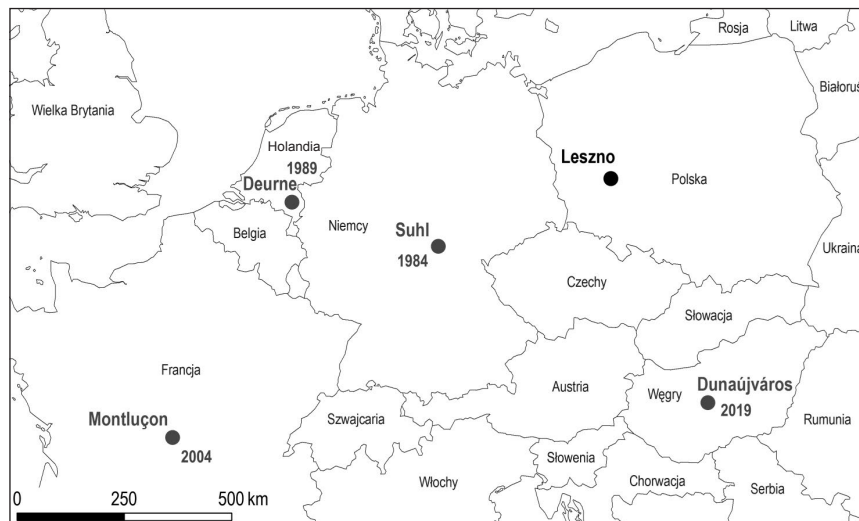 Rosja
Litwa
Białoruś
Wielka Brytania
Holandia
1989
Deurne
Leszno
Polska
Belgia
Niemcy
Suhl
1984
Ukraina
Czechy
Słowacja
Francja
Austria
Węgry
Dunaújváros
2019
Rumunia
Montluçon
2004
Szwajcaria
Włochy
Słowenia
Chorwacja
Serbia
0 250 500 km